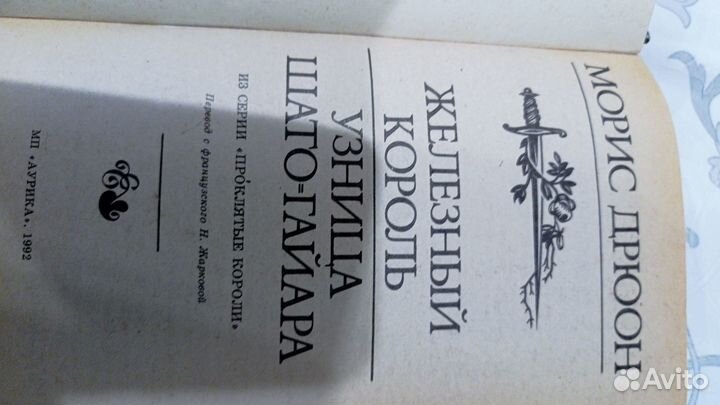 МОРИС ДРЮОН
ЖЕЛЕЗНЫЙ
КОРОЛЬ
УЗНИЦА
ШАТО=ГАЙАРА
ИЗ СЕРИИ «ПРОКЛЯТЫЕ КОРОЛИ»
Перевод с французского Н. Жарковой
МП «АУРИКА», 1992
Avito